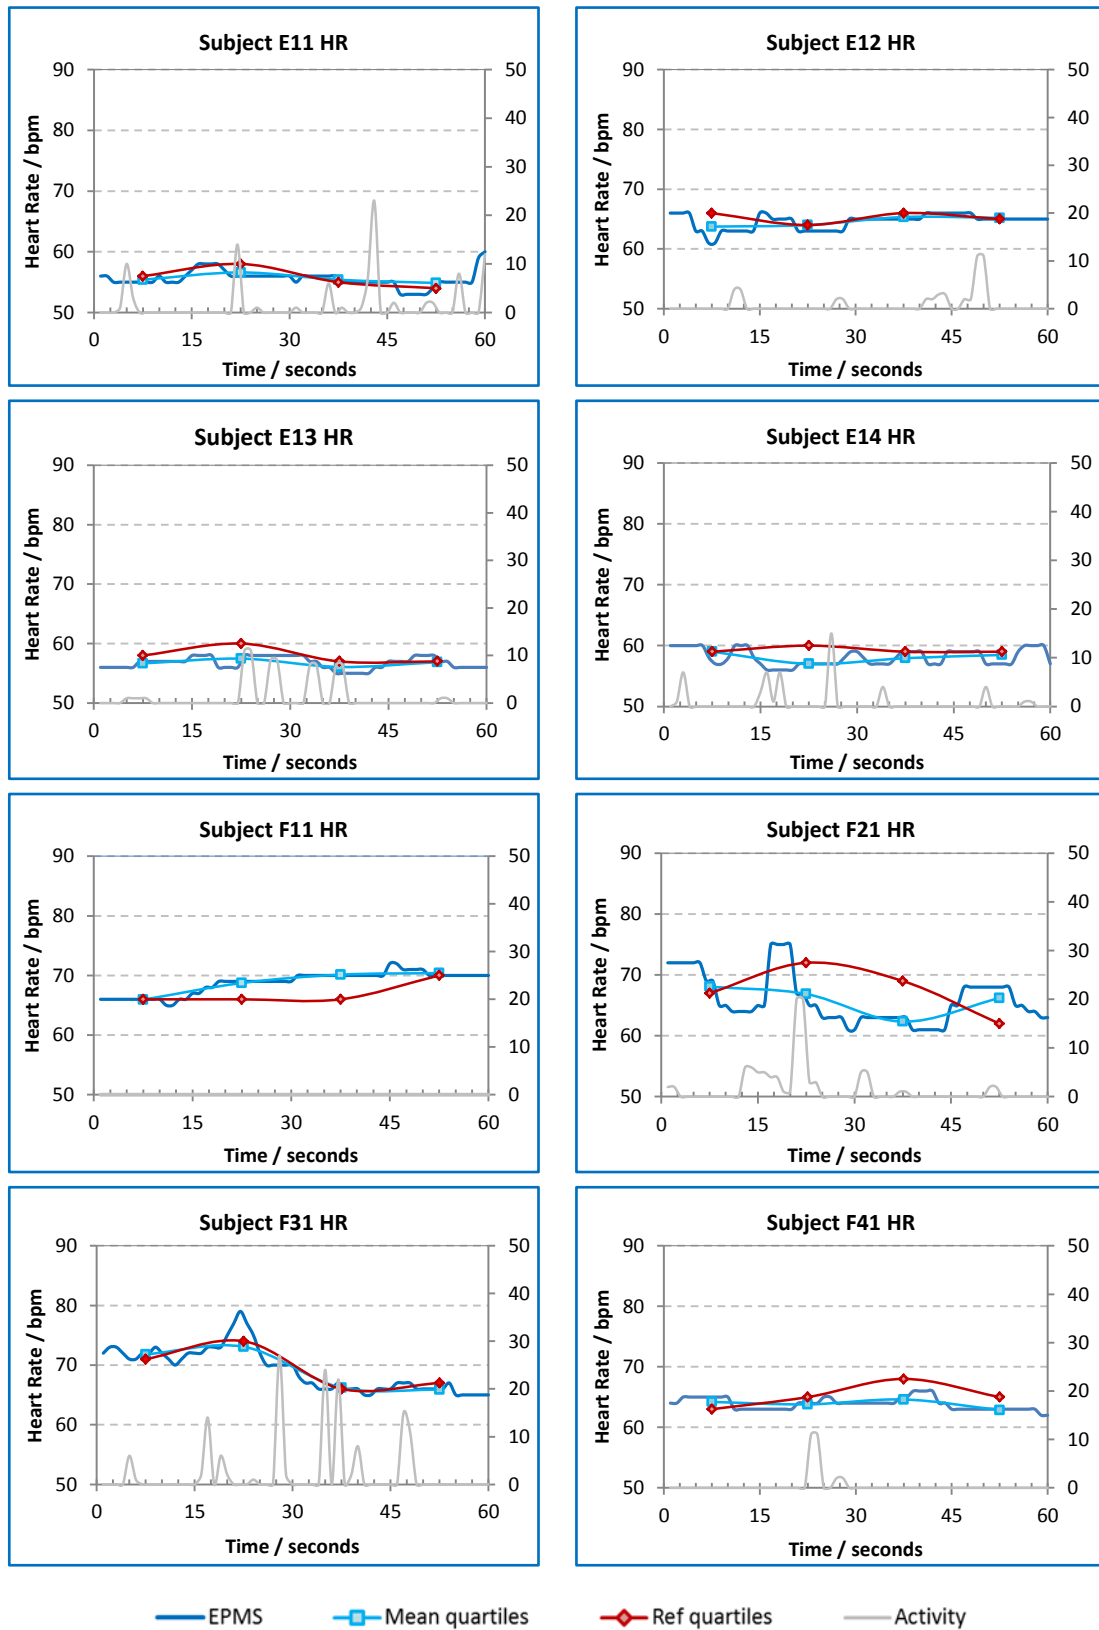 Subject E11 HR
90 50
80 40
30
70
20
60
10
50 0
0 15 30 45 60
Heart Rate / bpm
Time / seconds
Subject E12 HR
90 50
80 40
30
70
20
60
10
50 0
0 15 30 45 60
Heart Rate / bpm
Time / seconds
Subject E13 HR
90 50
80 40
30
70
20
60
10
50 0
0 15 30 45 60
Heart Rate / bpm
Time / seconds
Subject E14 HR
90 50
80 40
30
70
20
60
10
50 0
0 15 30 45 60
Heart Rate / bpm
Time / seconds
Subject F11 HR
90 50
80 40
30
70
20
60
10
50 0
0 15 30 45 60
Heart Rate / bpm
Time / seconds
Subject F21 HR
90 50
80 40
30
70
20
60
10
50 0
0 15 30 45 60
Heart Rate / bpm
Time / seconds
Subject F31 HR
90 50
80 40
30
70
20
60
10
50 0
0 15 30 45 60
Heart Rate / bpm
Time / seconds
Subject F41 HR
90 50
80 40
30
70
20
60
10
50 0
0 15 30 45 60
Heart Rate / bpm
Time / seconds
EPMS Mean quartiles Ref quartiles Activity